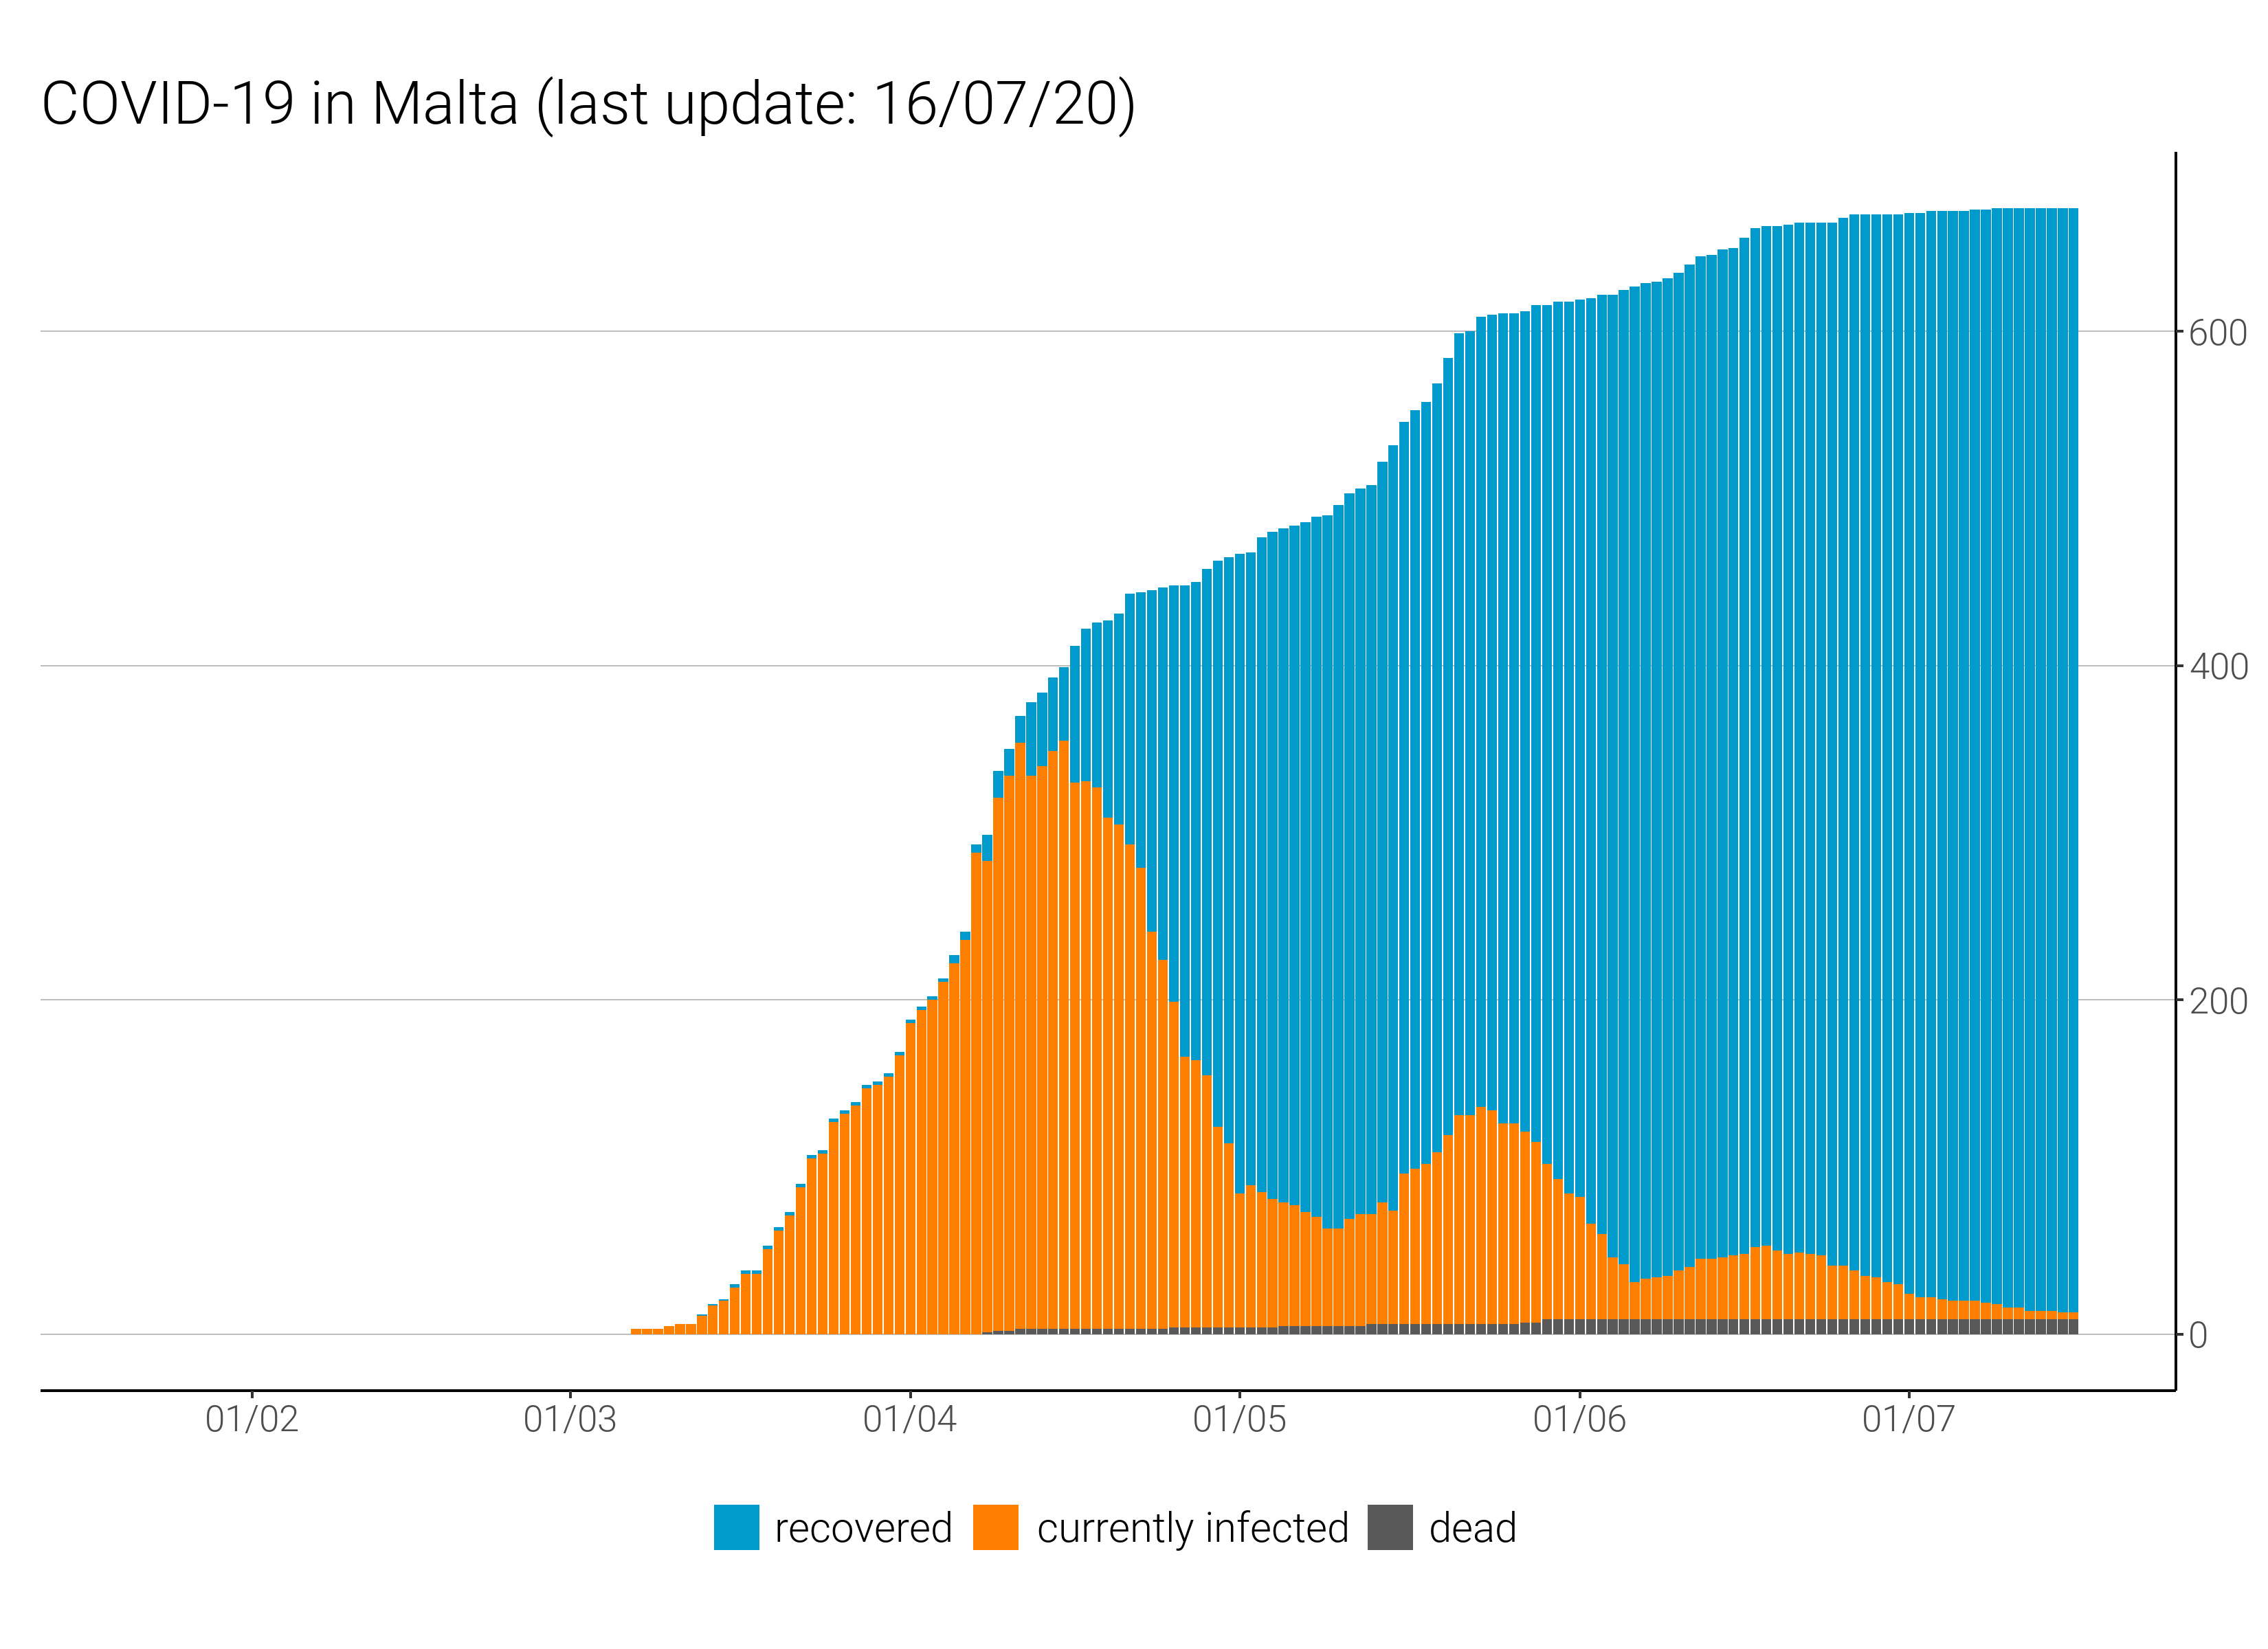 COVID-19 in Malta (last update: 16/07/20)
600
400
200
0
01/02 01/03 01/04 01/05 01/06 01/07
recovered currently infected dead